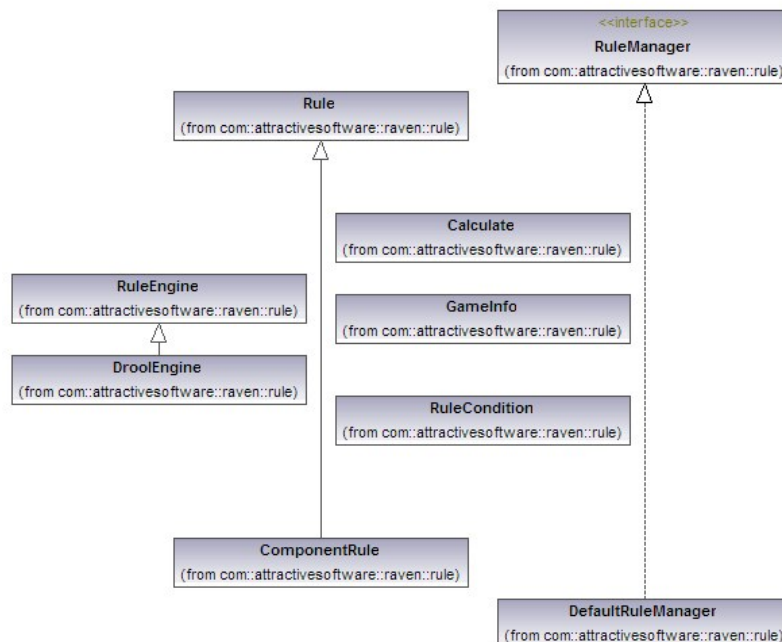 <<interface>>
RuleManager
(from com::attractivesoftware::raven::rule)
Rule
(from com::attractivesoftware::raven::rule)
Calculate
(from com::attractivesoftware::raven::rule)
RuleEngine
(from com::attractivesoftware::raven::rule)
GameInfo
(from com::attractivesoftware::raven::rule)
DroolEngine
(from com::attractivesoftware::raven::rule)
RuleCondition
(from com::attractivesoftware::raven::rule)
ComponentRule
(from com::attractivesoftware::raven::rule)
DefaultRuleManager
(from com::attractivesoftware::raven::rule)